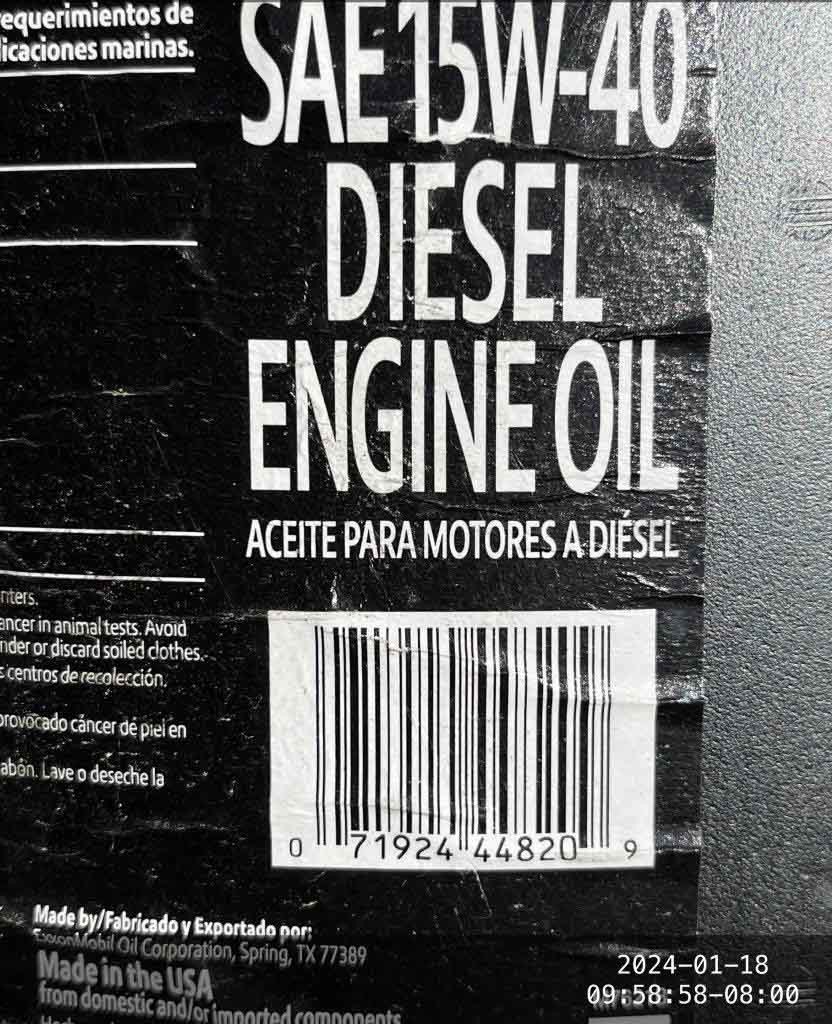 requerimientos de
licaciones marinas.
SAE 15W-40
DIESEL
ENGINE OIL
ACEITE PARA MOTORES A DIÉSEL
ancer in animal tests. Avoid
nder or discard soiled clothes.
s centros de recolección.
provocado cáncer de piel en
abón. Lave o deseche la
0 71924 44820 9
Made by/Fabricado y Exportado por:
ExxonMobil Oil Corporation, Spring, TX 77389
Made in the USA
from domestic and/or imported components
2024-01-18
09:58:58-08:00